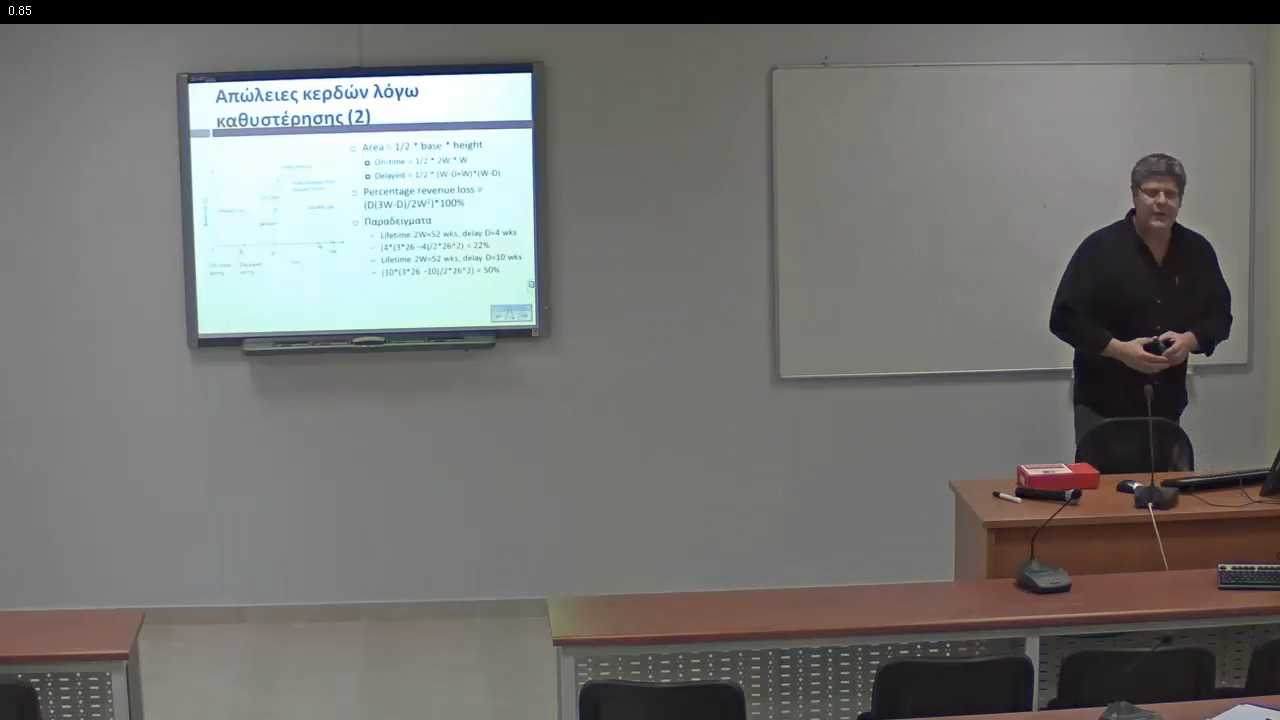 0.85
Απώλειες κερδών λόγω
καθυστέρησης (2)
Area = 1/2 * base * height
On-time = 1/2 * 2W * W
Delayed = 1/2 * (W-D+W)*(W-D)
Percentage revenue loss =
(D(3W-D)/2W²)*100%
Παραδείγματα
– Lifetime 2W=52 wks, delay D=4 wks
– (4*(3*26 –4)/2*26^2) = 22%
– Lifetime 2W=52 wks, delay D=10 wks
– (10*(3*26 –10)/2*26^2) = 50%